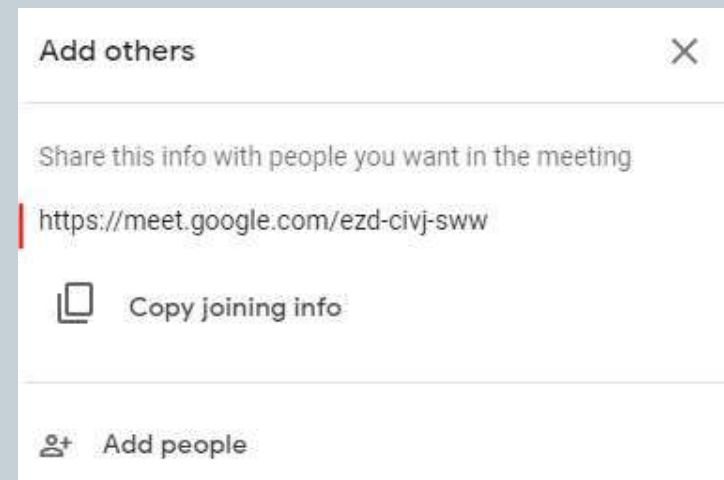 Add others
Share this info with people you want in the meeting
https://meet.google.com/ezd-civj-sww
Copy joining info
Add people